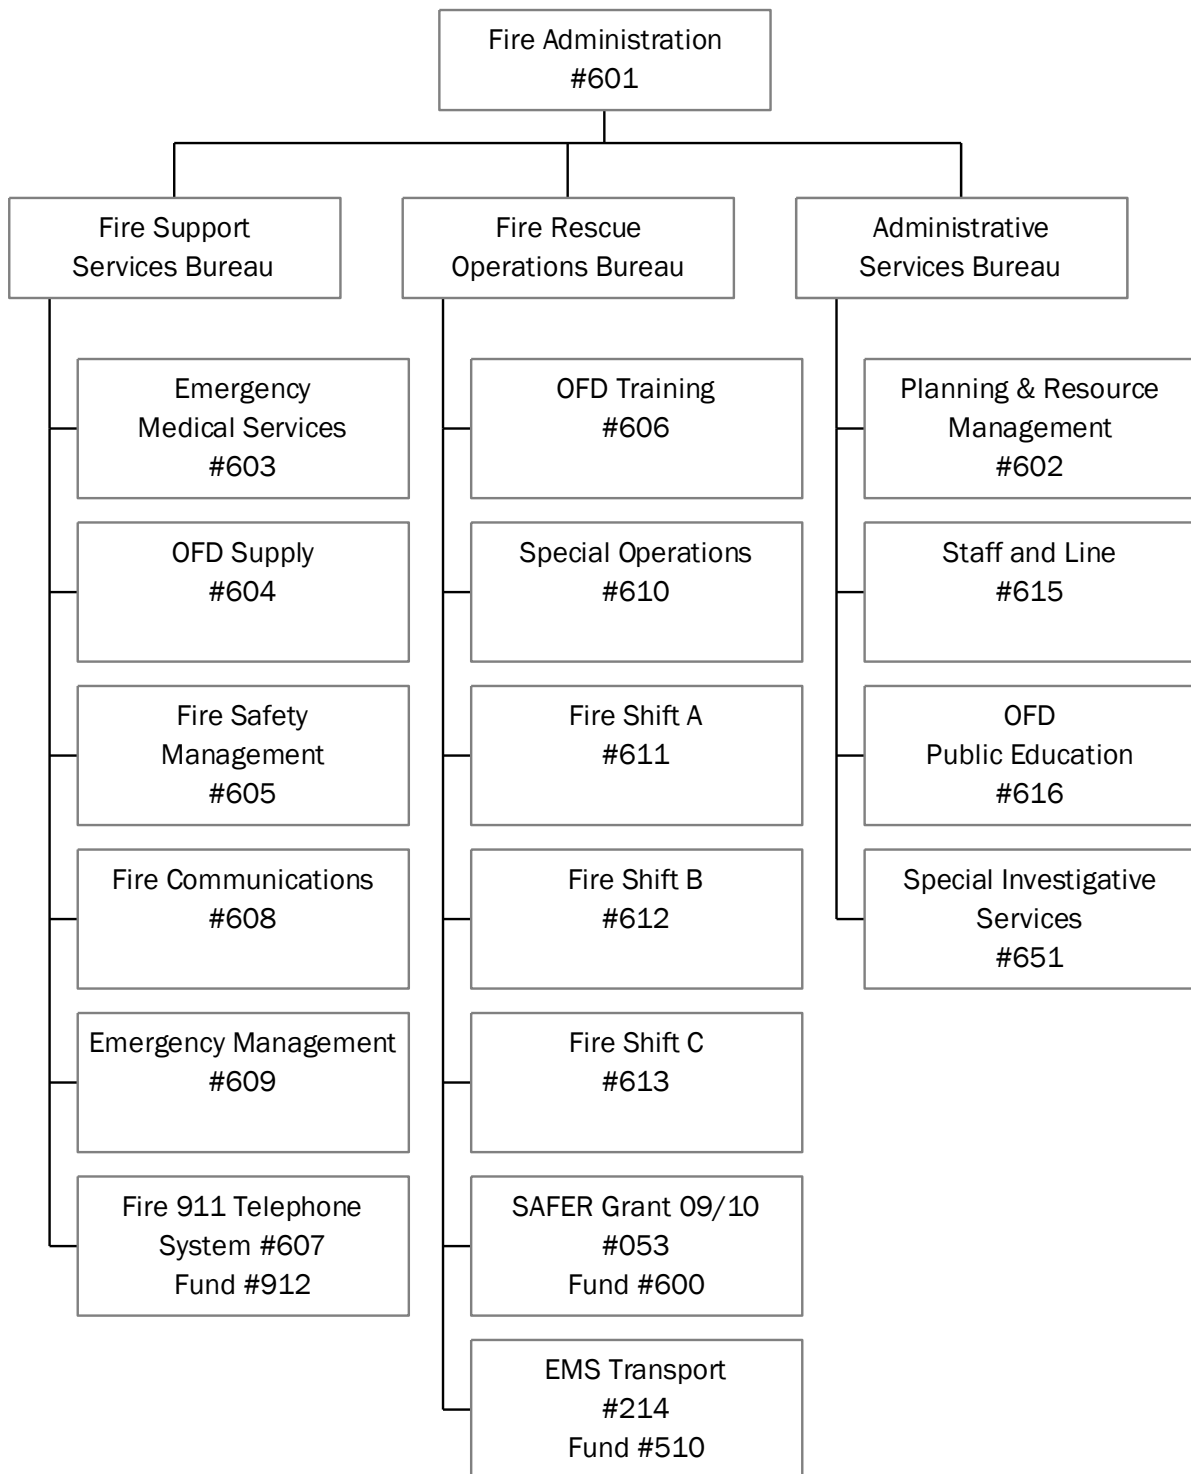 Fire Administration
#601
Fire Support
Services Bureau
Fire Rescue
Operations Bureau
Administrative
Services Bureau
Emergency
Medical Services
#603
OFD Supply
#604
Fire Safety
Management
#605
Fire Communications
#608
Emergency Management
#609
Fire 911 Telephone
System #607
Fund #912
OFD Training
#606
Special Operations
#610
Fire Shift A
#611
Fire Shift B
#612
Fire Shift C
#613
SAFER Grant 09/10
#053
Fund #600
EMS Transport
#214
Fund #510
Planning & Resource
Management
#602
Staff and Line
#615
OFD
Public Education
#616
Special Investigative
Services
#651